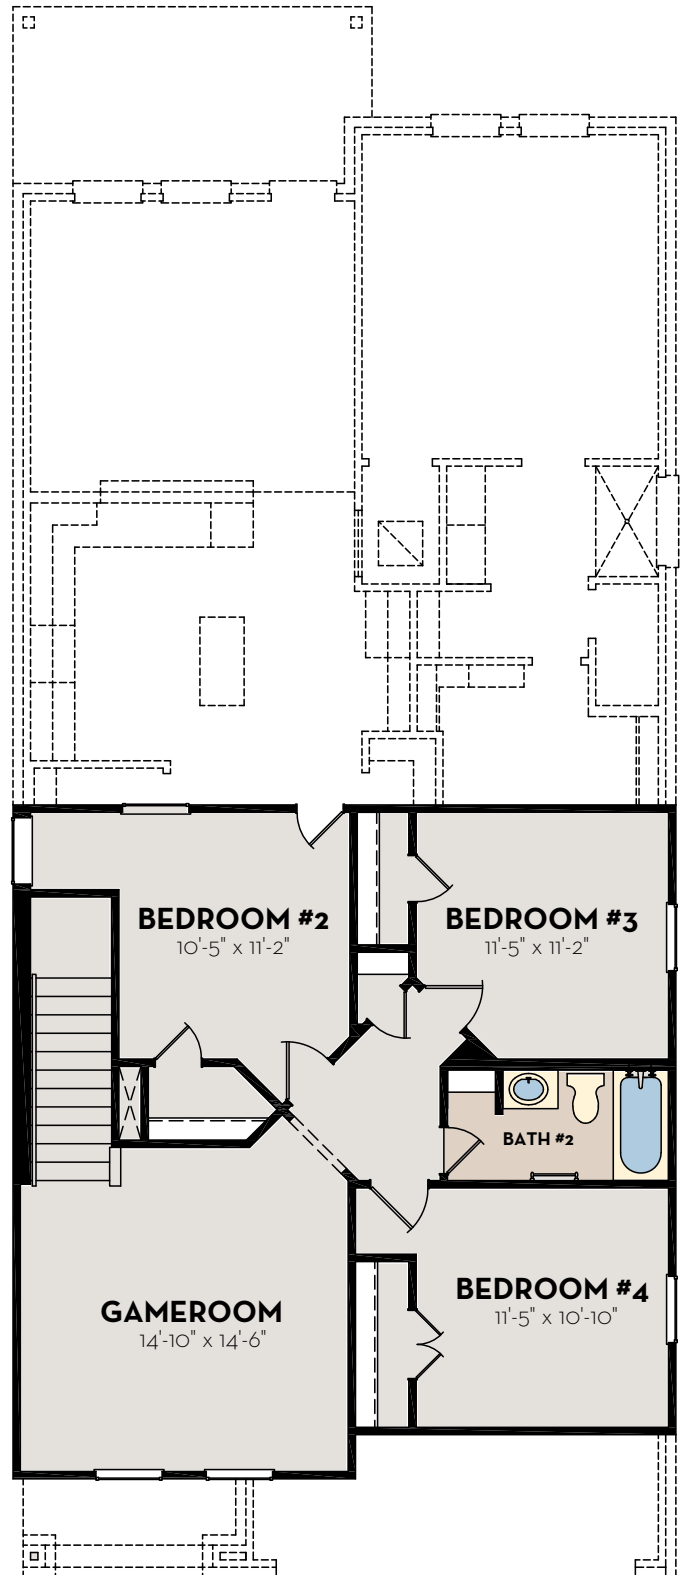 BEDROOM #2
10'-5" x 11'-2"
BEDROOM #3
11'-5" x 11'-2"
BATH #2
BEDROOM #4
11'-5" x 10'-10"
GAMEROOM
14'-10" x 14'-6"